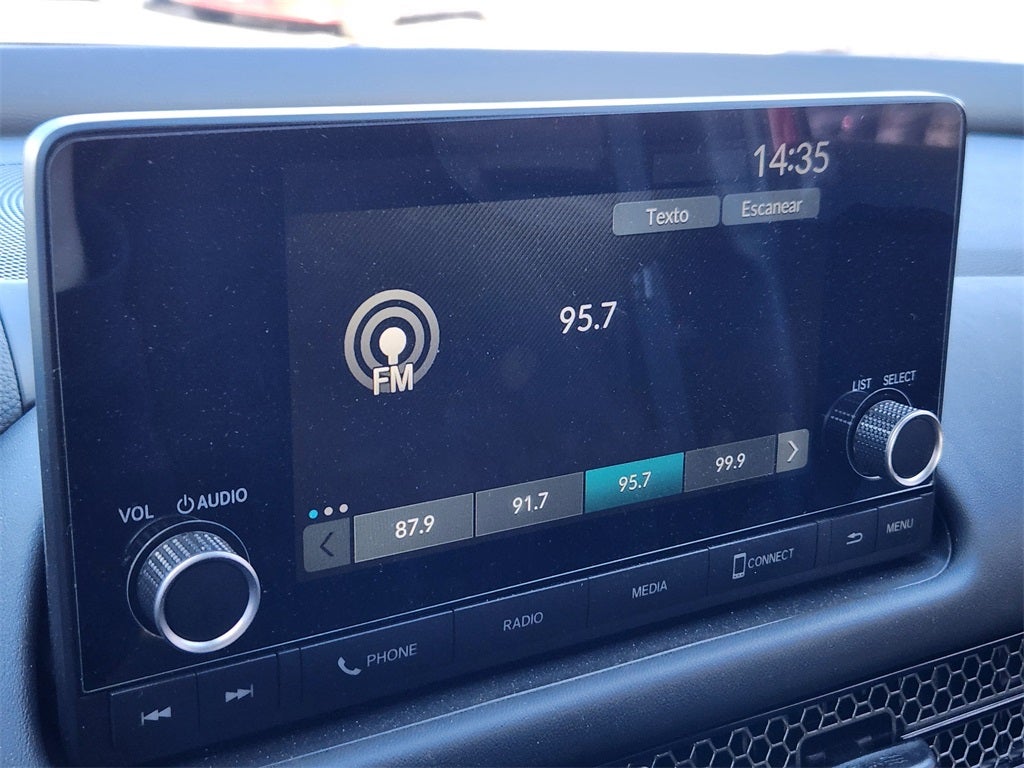 14:35
Texto Escanear
95.7
FM
LIST SELECT
87.9 91.7 95.7 99.9
VOL AUDIO
PHONE RADIO MEDIA CONNECT MENU